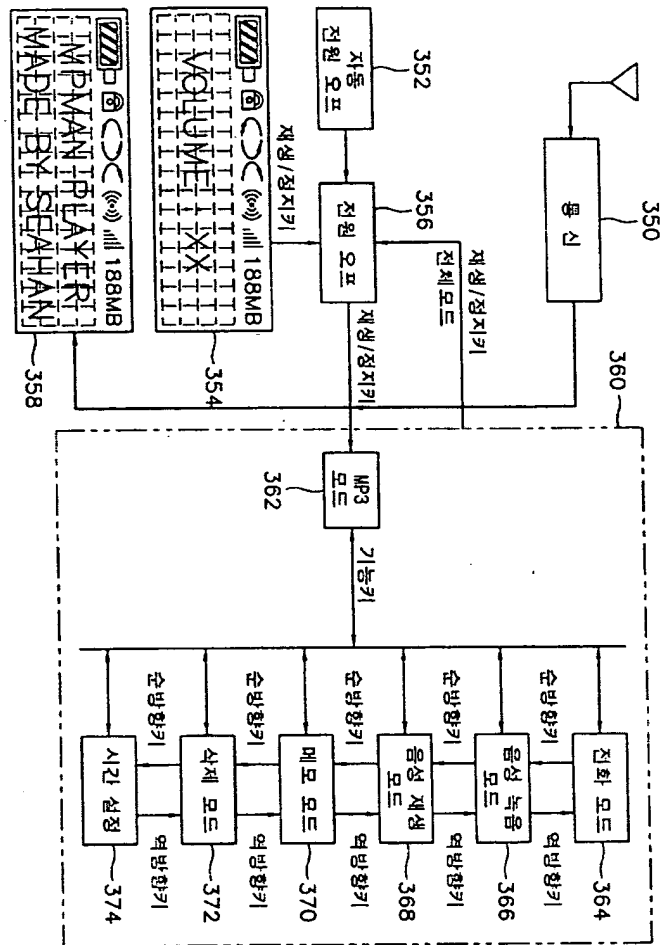 350
통 신
352
자동
전원 오프
356
전원 오프
재생/정지키
전체모드
재생/정지키
재생/정지키
188MB
VOLUME XX
354
188MB
MPMAN PLAYER
MADE BY SEAHAN
358
360
MP3
모드
362
기능키
전화 모드
364
순방향키
역방향키
음성 녹음
모드
366
순방향키
역방향키
음성 재생
모드
368
순방향키
역방향키
메모 모드
370
순방향키
역방향키
삭제 모드
372
순방향키
역방향키
시간 설정
374